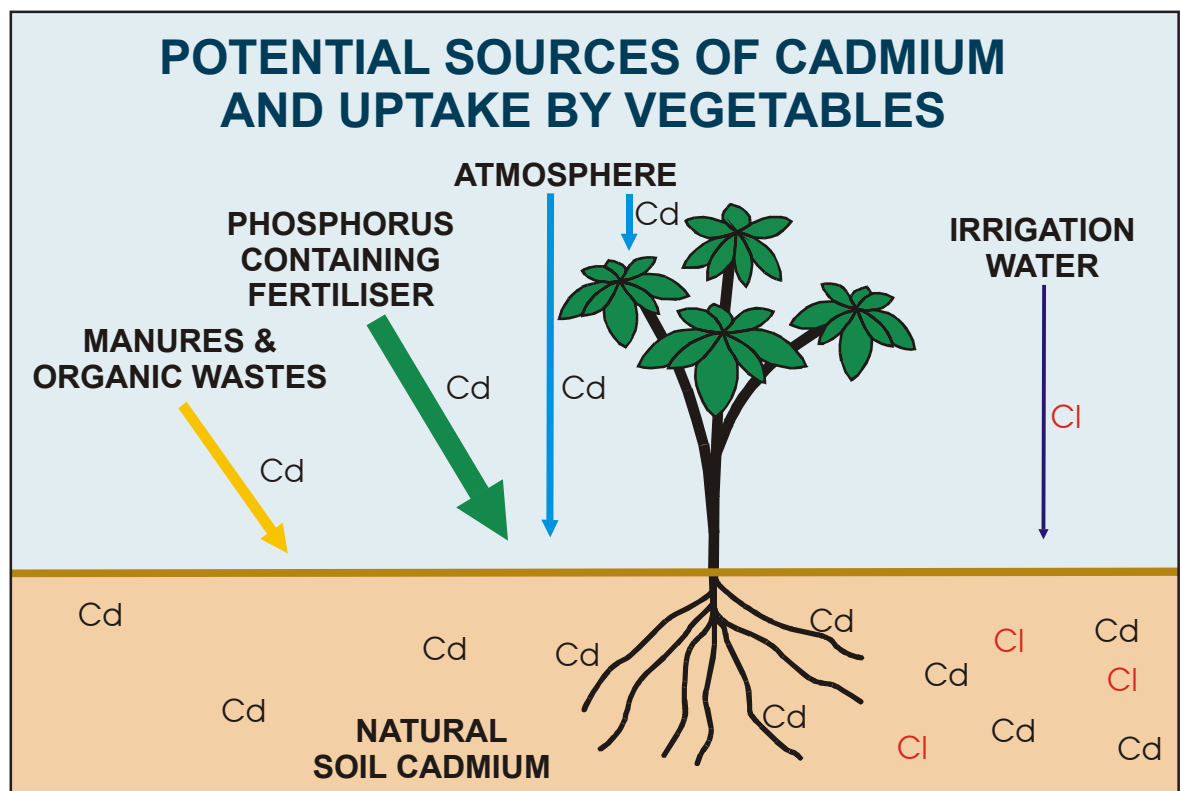 POTENTIAL SOURCES OF CADMIUM
AND UPTAKE BY VEGETABLES
ATMOSPHERE
Cd
PHOSPHORUS
CONTAINING
FERTILISER
IRRIGATION
WATER
MANURES &
ORGANIC WASTES
Cd
Cd
Cl
Cd
Cd
Cd
Cd
Cd
Cl
Cd
Cd
Cl
Cd
Cd
NATURAL
SOIL CADMIUM
Cd
Cl
Cd